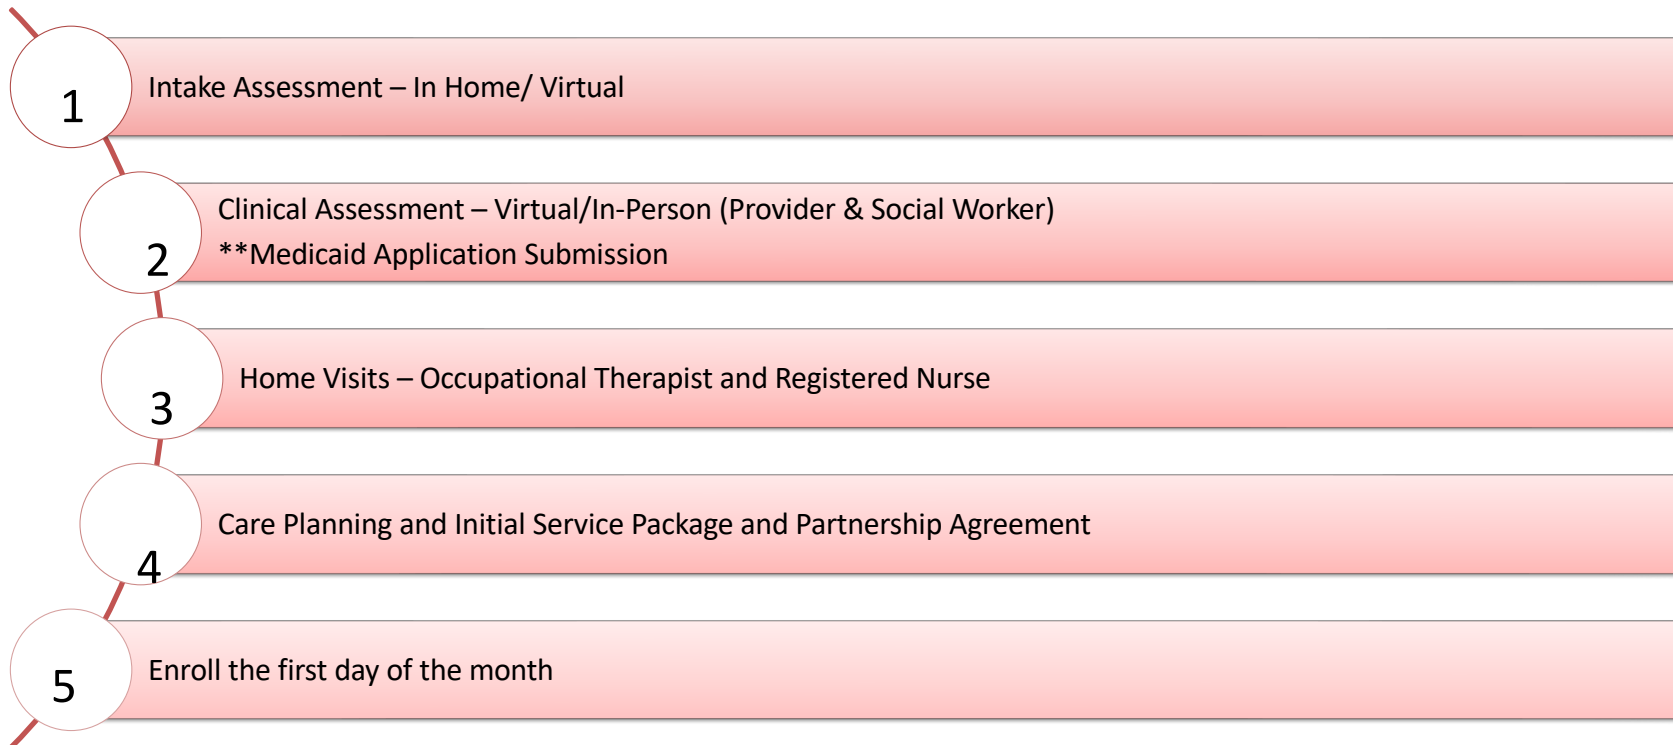 1
Intake Assessment – In Home/ Virtual
2
Clinical Assessment – Virtual/In-Person (Provider & Social Worker)
**Medicaid Application Submission
3
Home Visits – Occupational Therapist and Registered Nurse
4
Care Planning and Initial Service Package and Partnership Agreement
5
Enroll the first day of the month